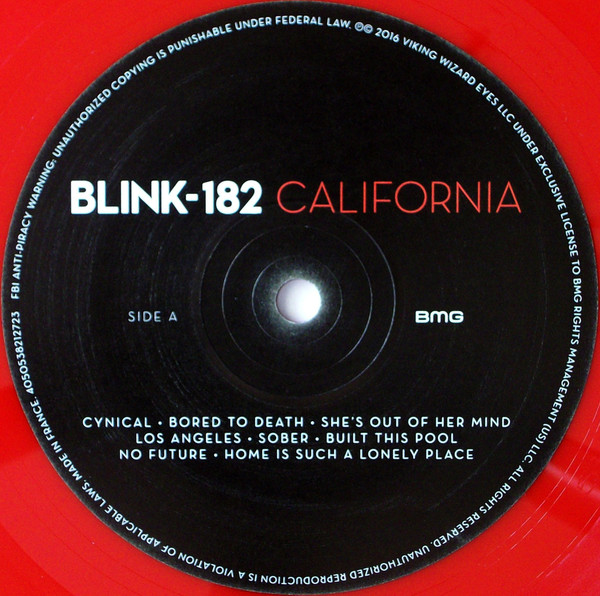 BLINK-182 CALIFORNIA
SIDE A
BMG
CYNICAL • BORED TO DEATH • SHE'S OUT OF HER MIND
LOS ANGELES • SOBER • BUILT THIS POOL
NO FUTURE • HOME IS SUCH A LONELY PLACE
FBI ANTI-PIRACY WARNING: UNAUTHORIZED COPYING IS PUNISHABLE UNDER FEDERAL LAW. ℗© 2016 VIKING WIZARD EYES LLC UNDER EXCLUSIVE LICENSE TO BMG RIGHTS MANAGEMENT (US) LLC. ALL RIGHTS RESERVED. UNAUTHORIZED REPRODUCTION IS A VIOLATION OF APPLICABLE LAWS. MADE IN FRANCE. 4050538212723